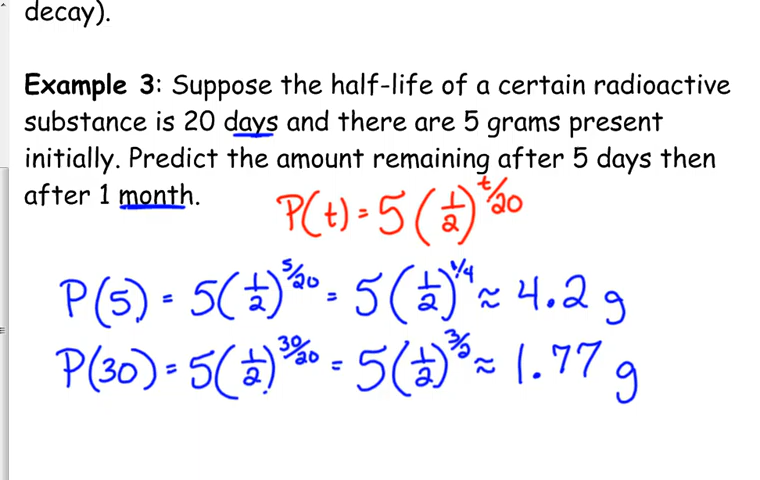 decay).
Example 3: Suppose the half-life of a certain radioactive
substance is 20 days and there are 5 grams present
initially. Predict the amount remaining after 5 days then
after 1 month.
P(t) = 5(1/2)^t/20
P(5) = 5(1/2)^5/20 = 5(1/2)^1/4 ≈ 4.2 g
P(30) = 5(1/2)^30/20 = 5(1/2)^3/2 ≈ 1.77 g